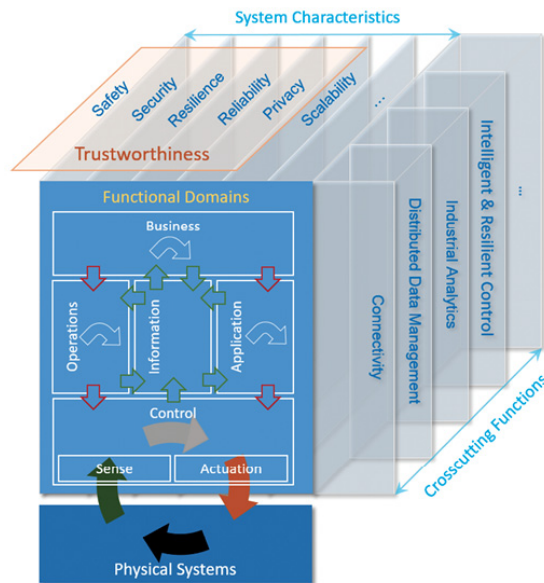 System Characteristics
Safety
Security
Resilience
Reliability
Privacy
Scalability
...
Trustworthiness
Functional Domains
Business
Operations
Information
Application
Control
Sense
Actuation
Physical Systems
Connectivity
Distributed Data Management
Industrial Analytics
Intelligent & Resilient Control
...
Crosscutting Functions